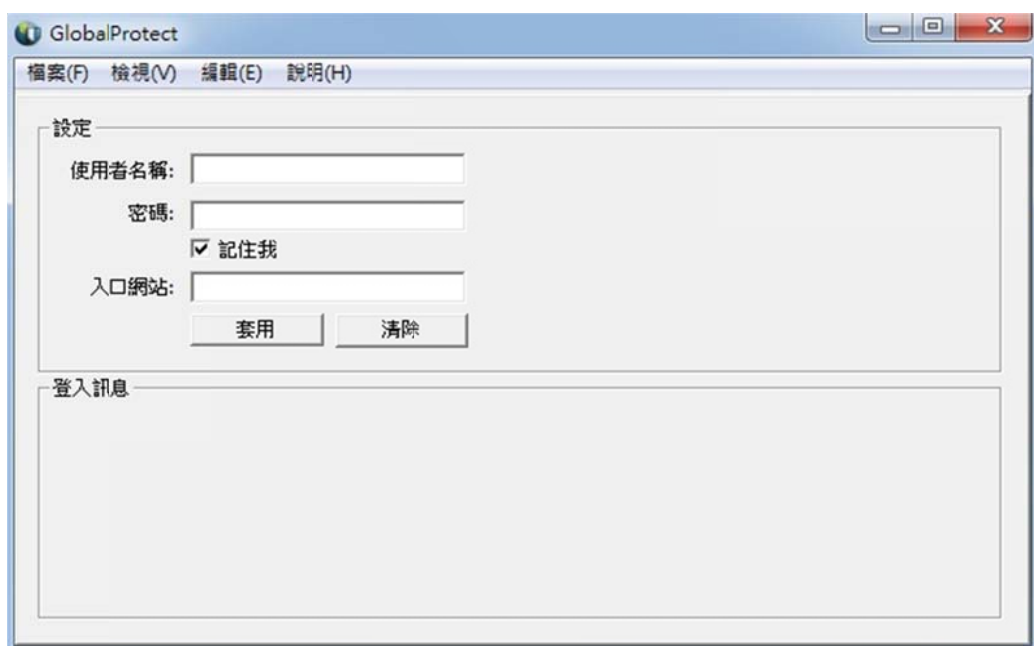 GlobalProtect
檔案(F) 檢視(V) 編輯(E) 說明(H)
設定
使用者名稱:
密碼:
記住我
入口網站:
套用 清除
登入訊息